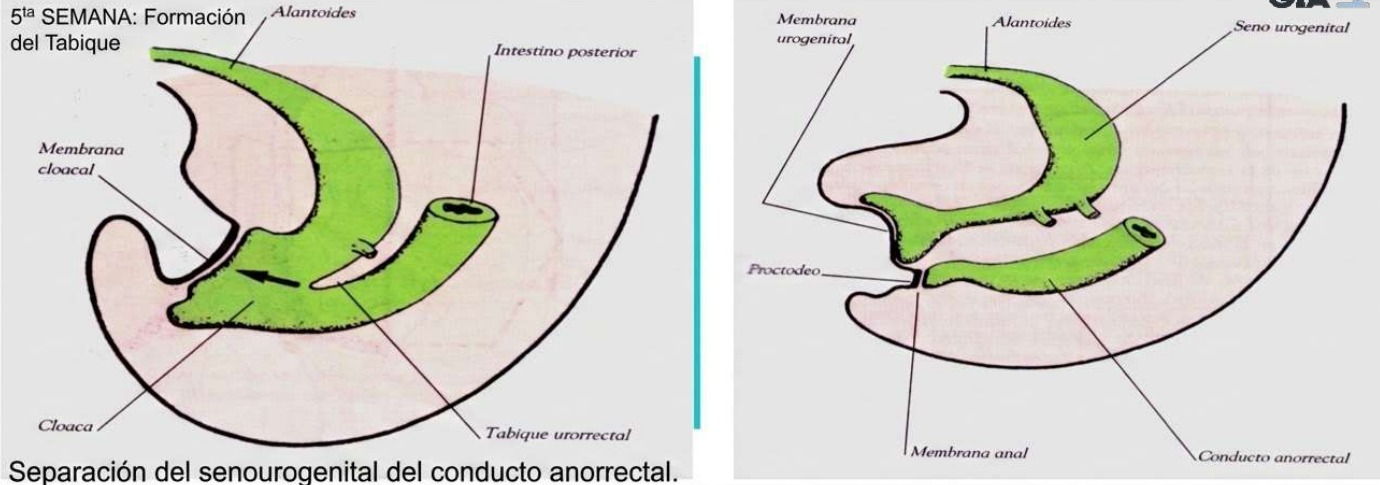 5ta SEMANA: Formación
del Tabique
Alantoides
Intestino posterior
Membrana
cloacal
Cloaca
Tabique urorrectal
Separación del senourogenital del conducto anorrectal.
Membrana
urogenital
Alantoides
Seno urogenital
Proctodeo
Membrana anal
Conducto anorrectal